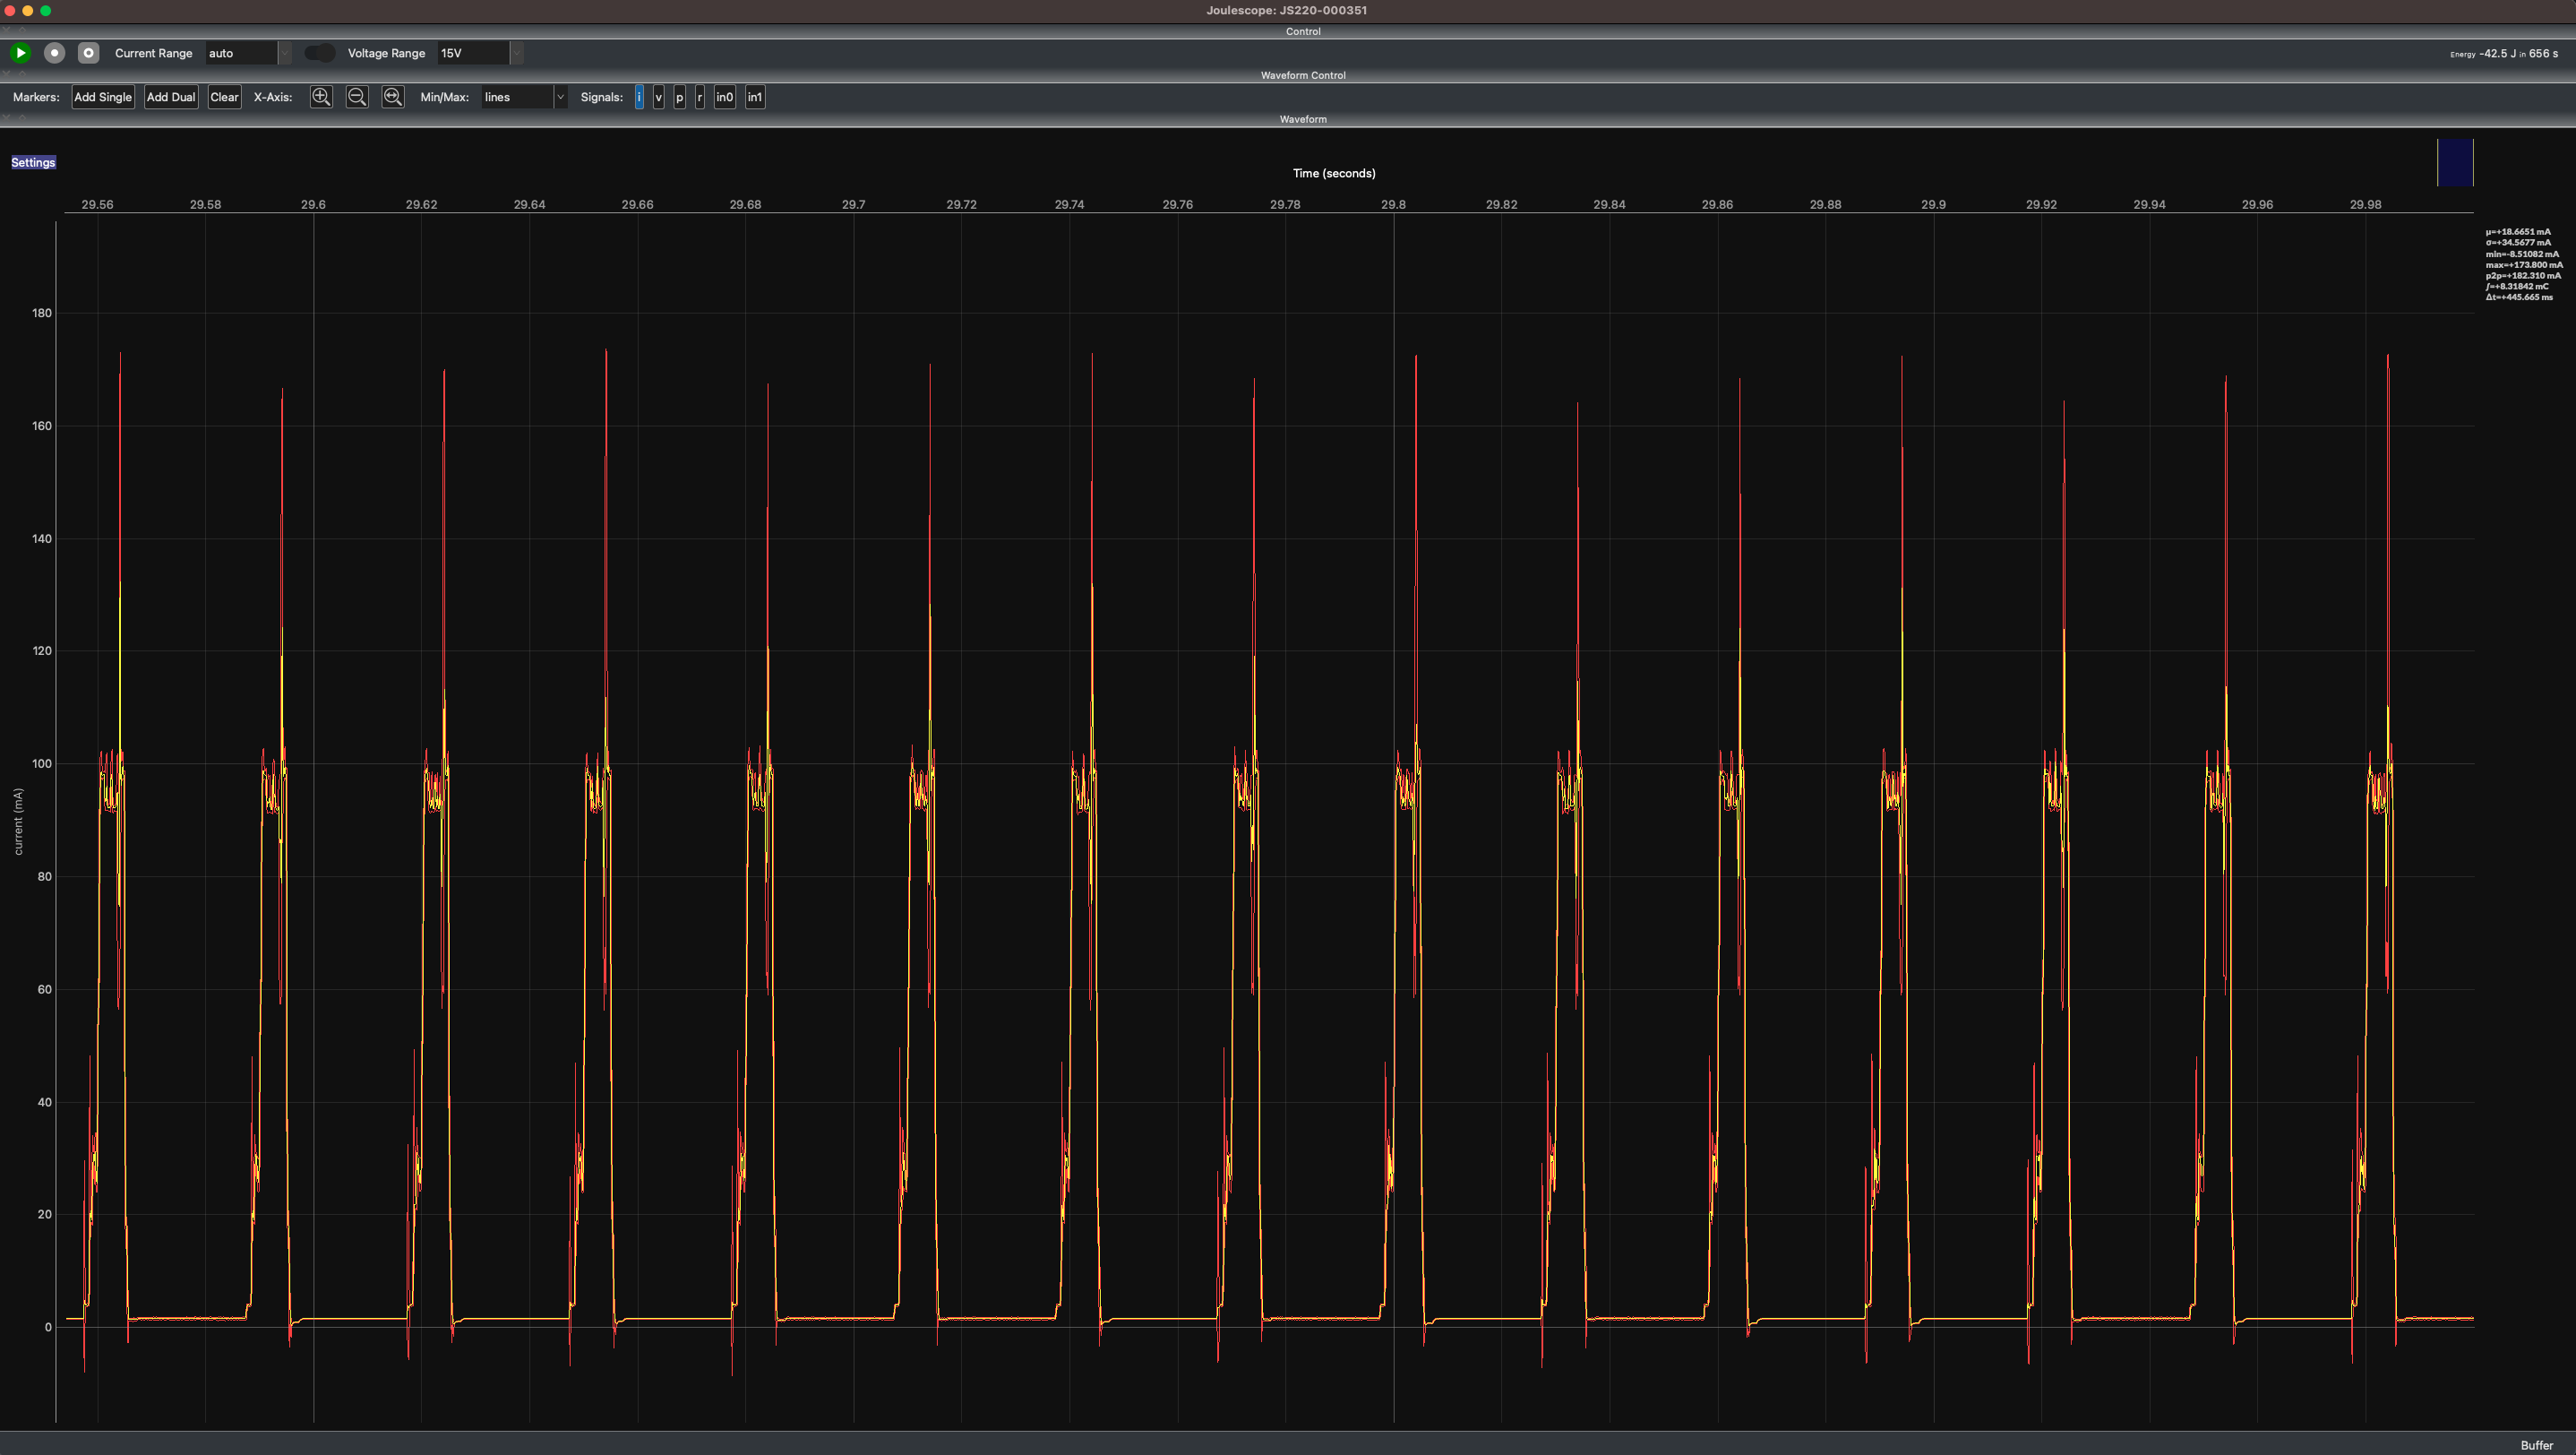 Joulescope: JS220-000351
Control
Current Range auto Voltage Range 15V Energy -42.5 J in 656 s
Waveform Control
Markers: Add Single Add Dual Clear X-Axis: Min/Max: lines Signals: i v p r in0 in1
Waveform
Settings
Time (seconds)
29.56 29.58 29.6 29.62 29.64 29.66 29.68 29.7 29.72 29.74 29.76 29.78 29.8 29.82 29.84 29.86 29.88 29.9 29.92 29.94 29.96 29.98
μ=+18.6651 mA
σ=+34.5677 mA
min=-8.51082 mA
max=+173.800 mA
p2p=+182.310 mA
∫=+8.31842 mC
Δt=+445.665 ms
180
160
140
120
100
80
60
40
20
0
current (mA)
Buffer